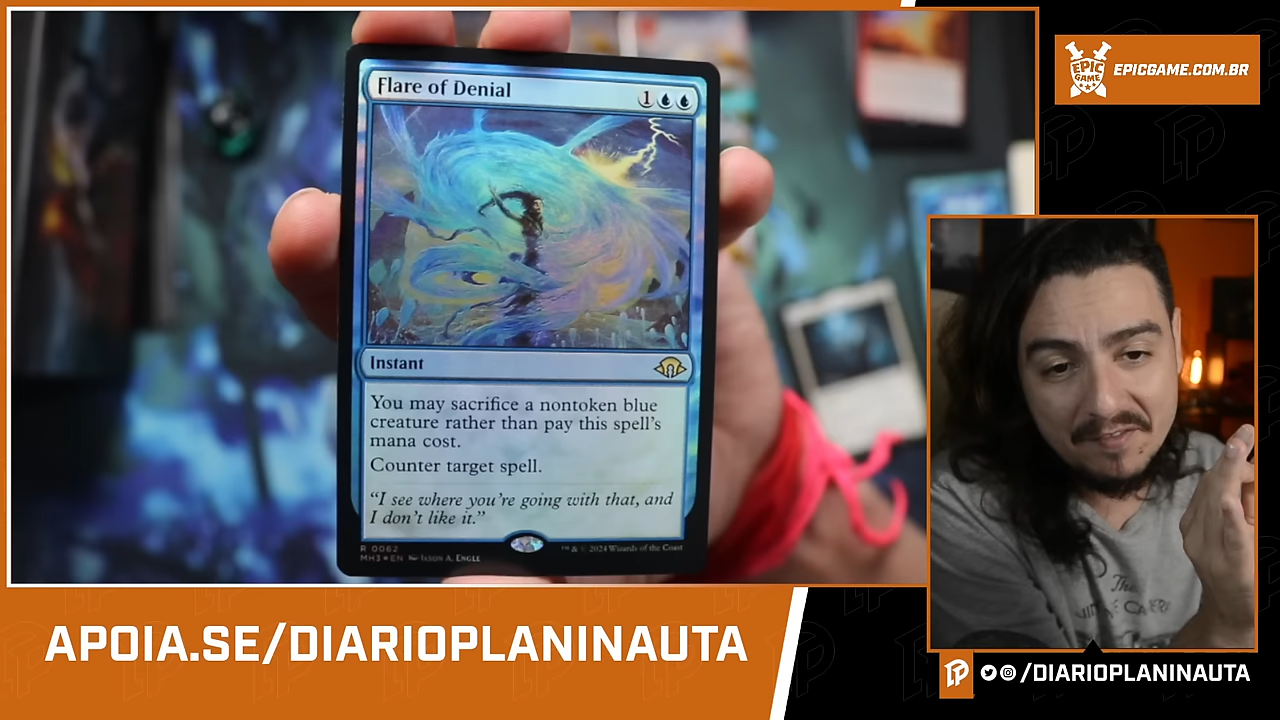 Flare of Denial
1
Instant
You may sacrifice a nontoken blue
creature rather than pay this spell's
mana cost.
Counter target spell.
"I see where you're going with that, and
I don't like it."
R 0062
MH3 EN Jason A. Engle
™ & © 2024 Wizards of the Coast
EPIC
GAME
EPICGAME.COM.BR
The
APOIA.SE/DIARIOPLANINAUTA
/DIARIOPLANINAUTA